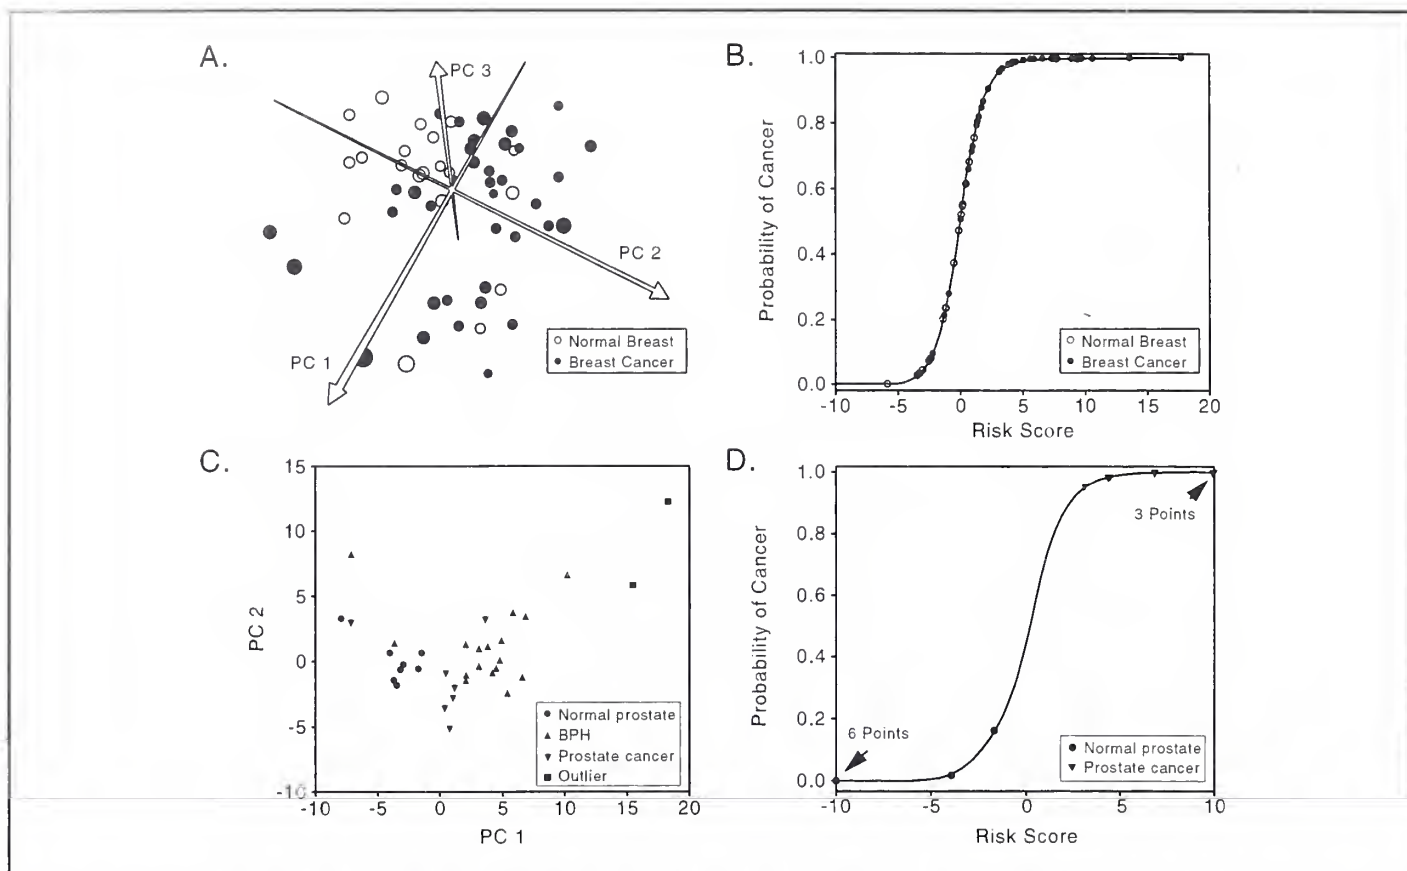 A.
PC 3
PC 2
PC 1
Normal Breast
Breast Cancer
B.
Probability of Cancer
1.0
0.8
0.6
0.4
0.2
0.0
-10 -5 0 5 10 15 20
Risk Score
Normal Breast
Breast Cancer
C.
PC 2
15
10
5
0
-5
-10
-10 -5 0 5 10 15 20
PC 1
Normal prostate
BPH
Prostate cancer
Outlier
D.
Probability of Cancer
1.0
0.8
0.6
0.4
0.2
0.0
3 Points
6 Points
Normal prostate
Prostate cancer
-10 -5 0 5 10
Risk Score